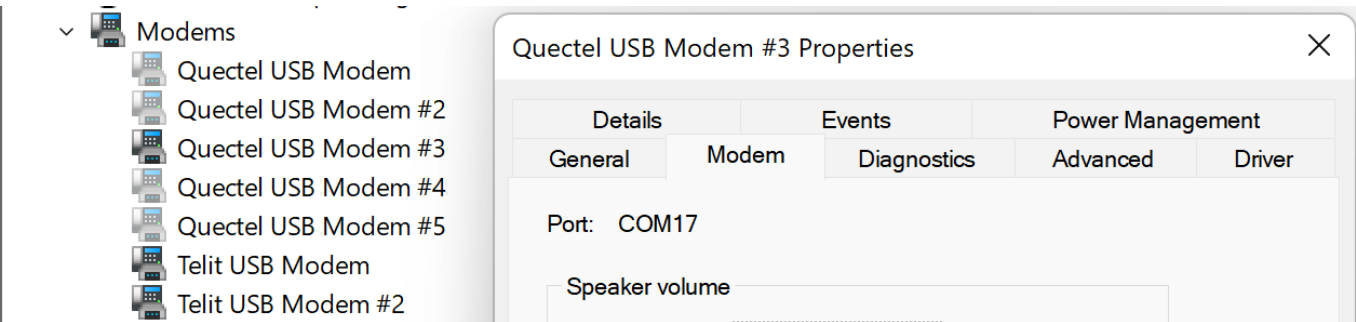 Modems
Quectel USB Modem
Quectel USB Modem #2
Quectel USB Modem #3
Quectel USB Modem #4
Quectel USB Modem #5
Telit USB Modem
Telit USB Modem #2
Quectel USB Modem #3 Properties
Details Events Power Management
General Modem Diagnostics Advanced Driver
Port: COM17
Speaker volume